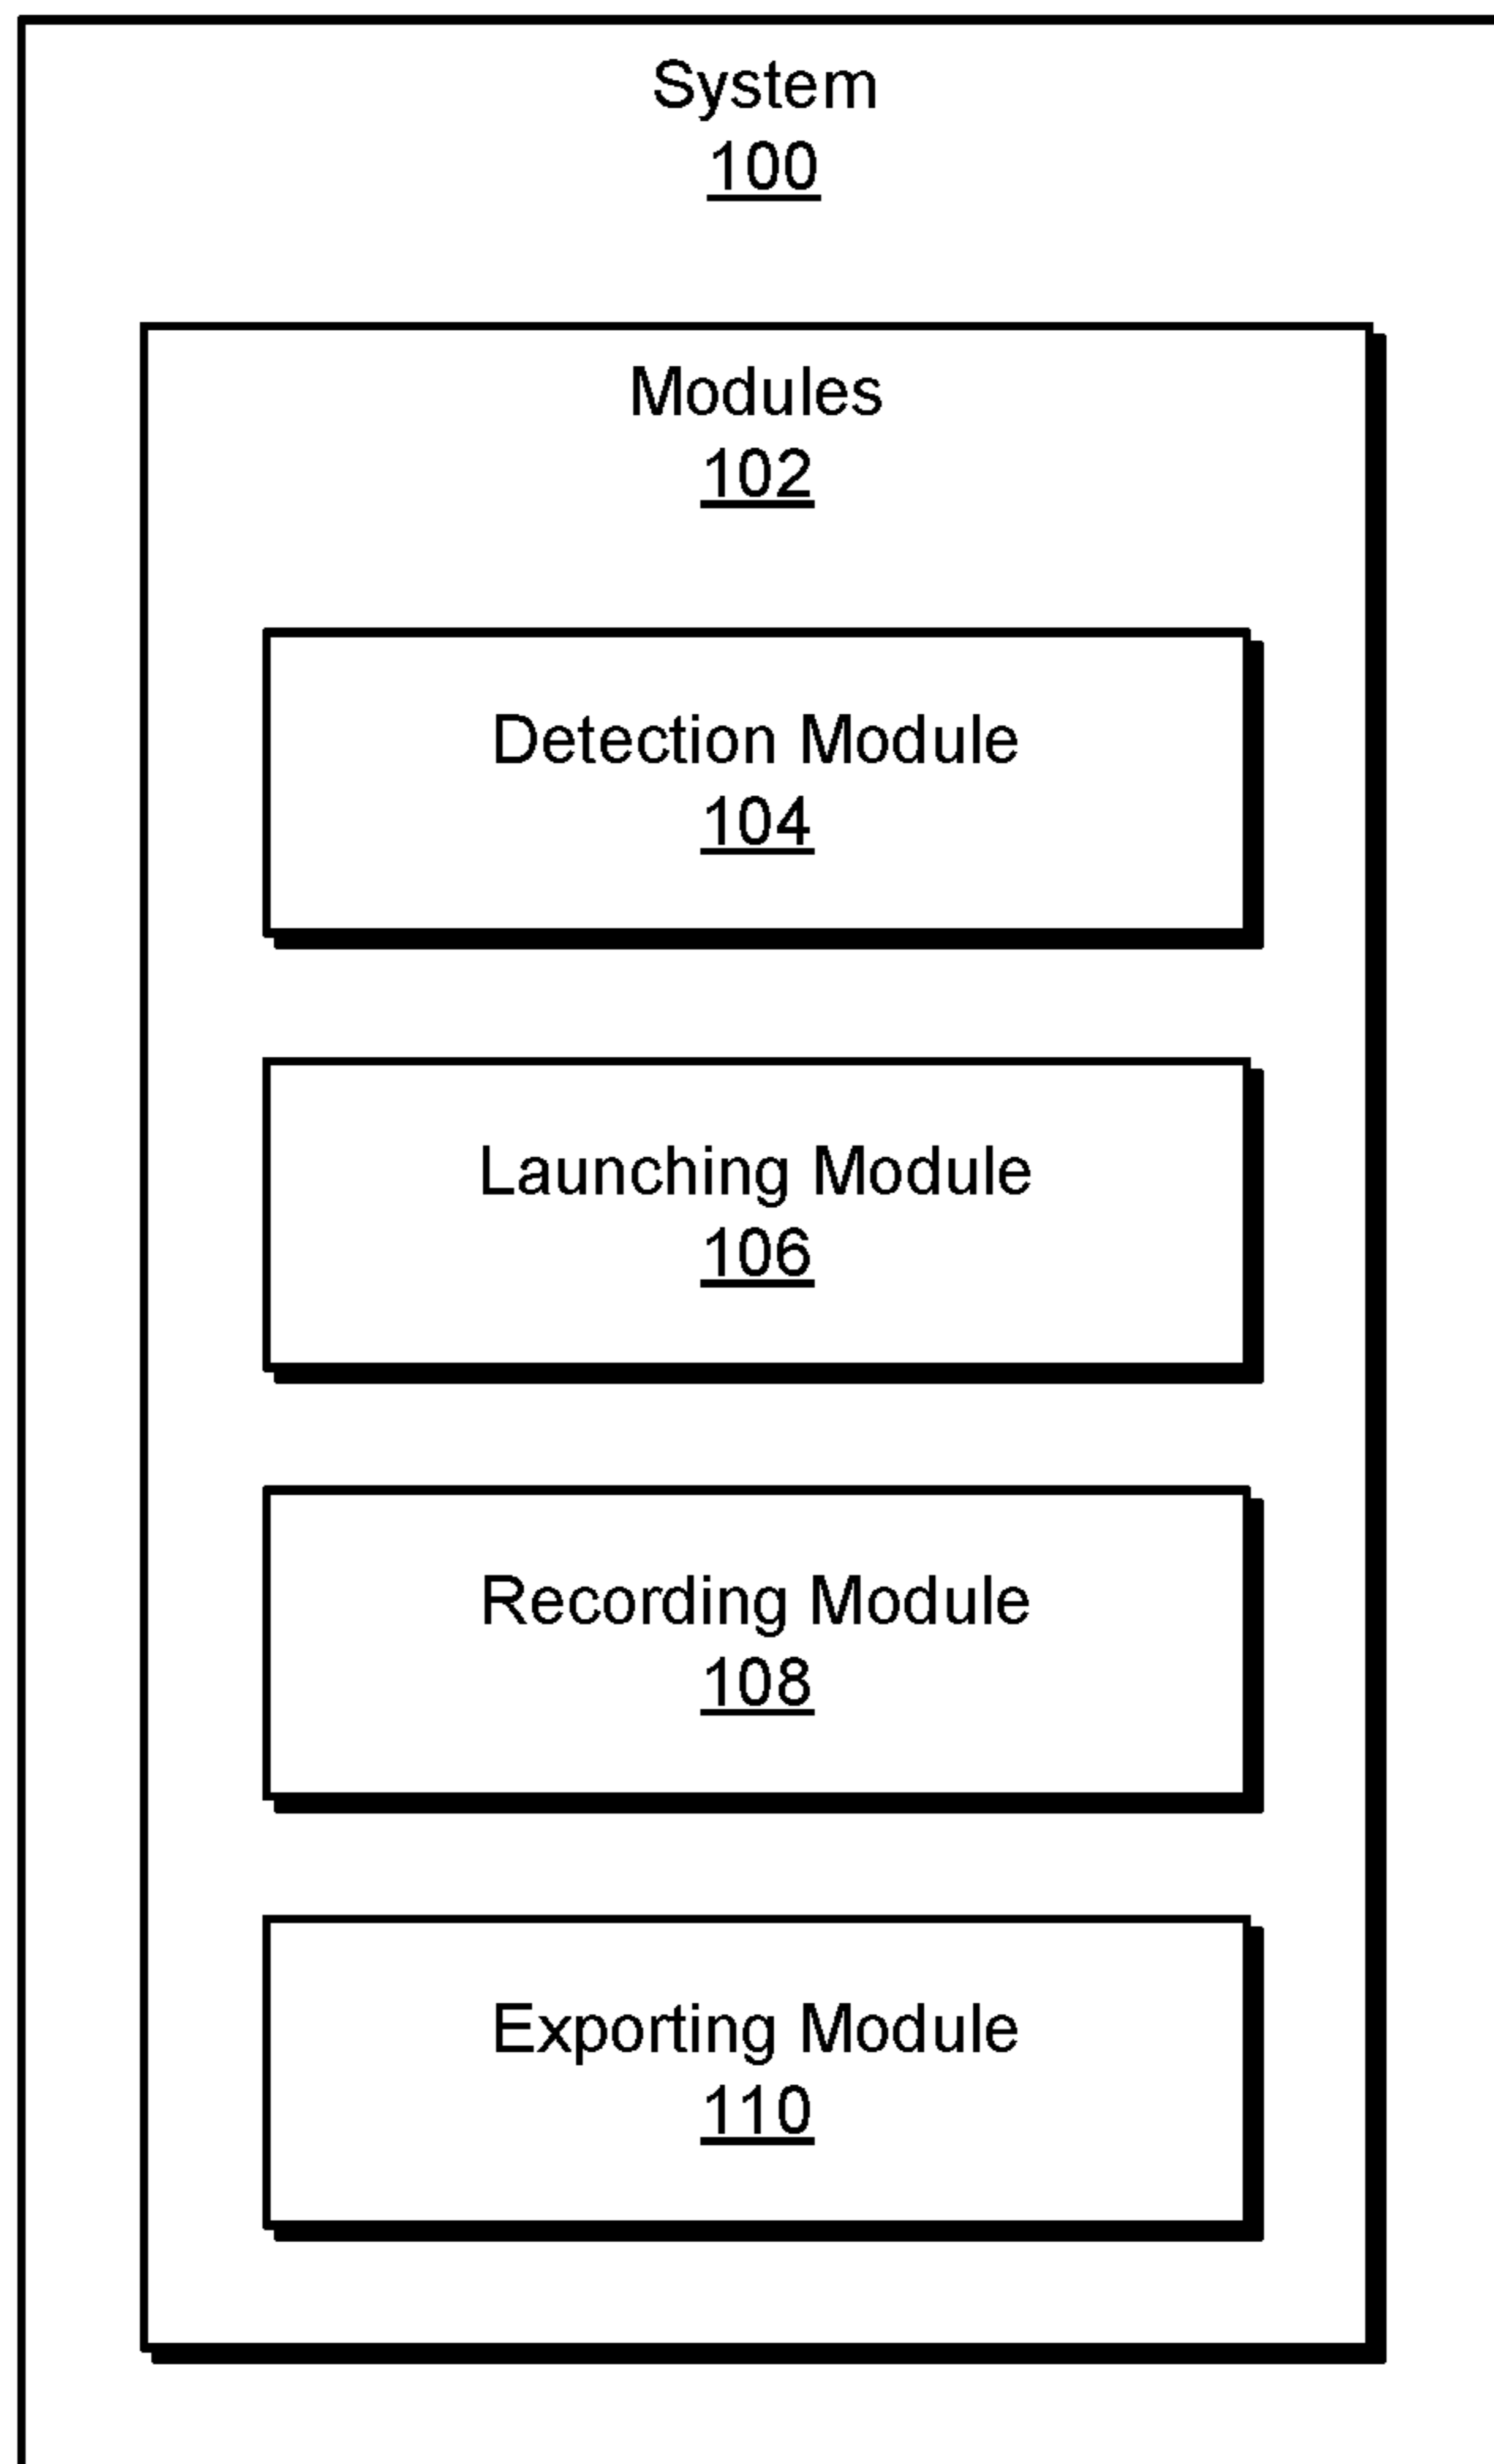 System
100
Modules
102
Detection Module
104
Launching Module
106
Recording Module
108
Exporting Module
110